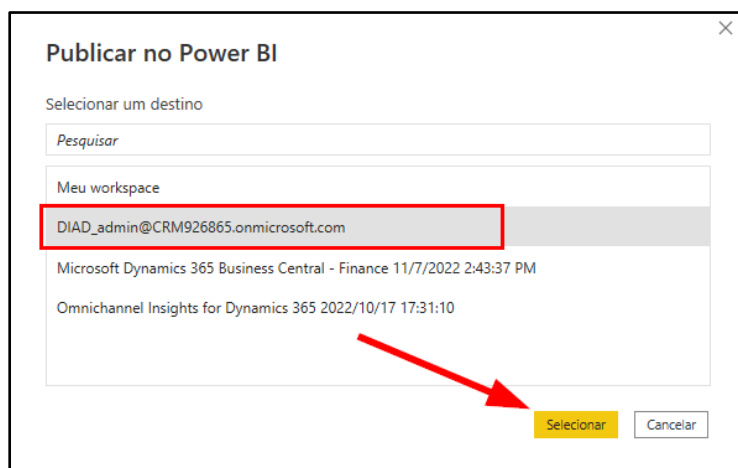 Publicar no Power BI
Selecionar um destino
Pesquisar
Meu workspace
DIAD_admin@CRM926865.onmicrosoft.com
Microsoft Dynamics 365 Business Central - Finance 11/7/2022 2:43:37 PM
Omnichannel Insights for Dynamics 365 2022/10/17 17:31:10
Selecionar Cancelar